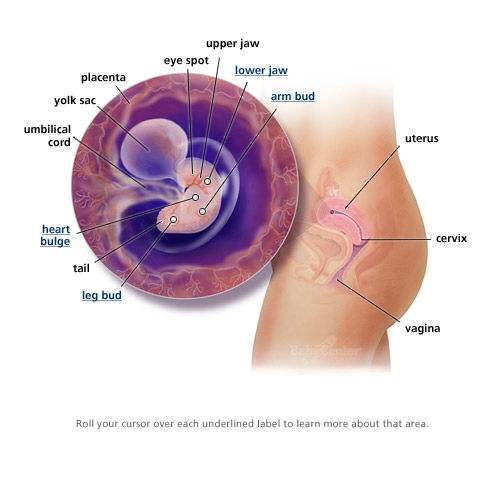 upper jaw
eye spot
lower jaw
placenta
arm bud
yolk sac
umbilical
cord
uterus
heart
bulge
cervix
tail
leg bud
vagina
BabyCenter
Roll your cursor over each underlined label to learn more about that area.